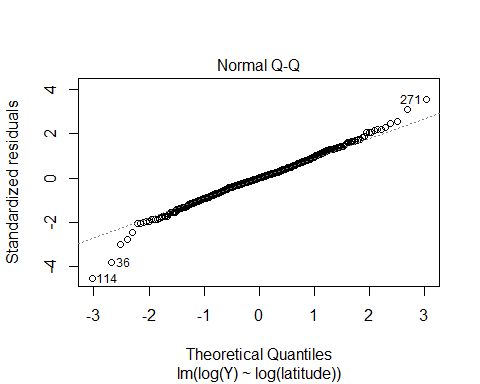 Normal Q-Q
Standardized residuals
4
2
0
-2
-4
271
36
114
-3 -2 -1 0 1 2 3
Theoretical Quantiles
lm(log(Y) ~ log(latitude))